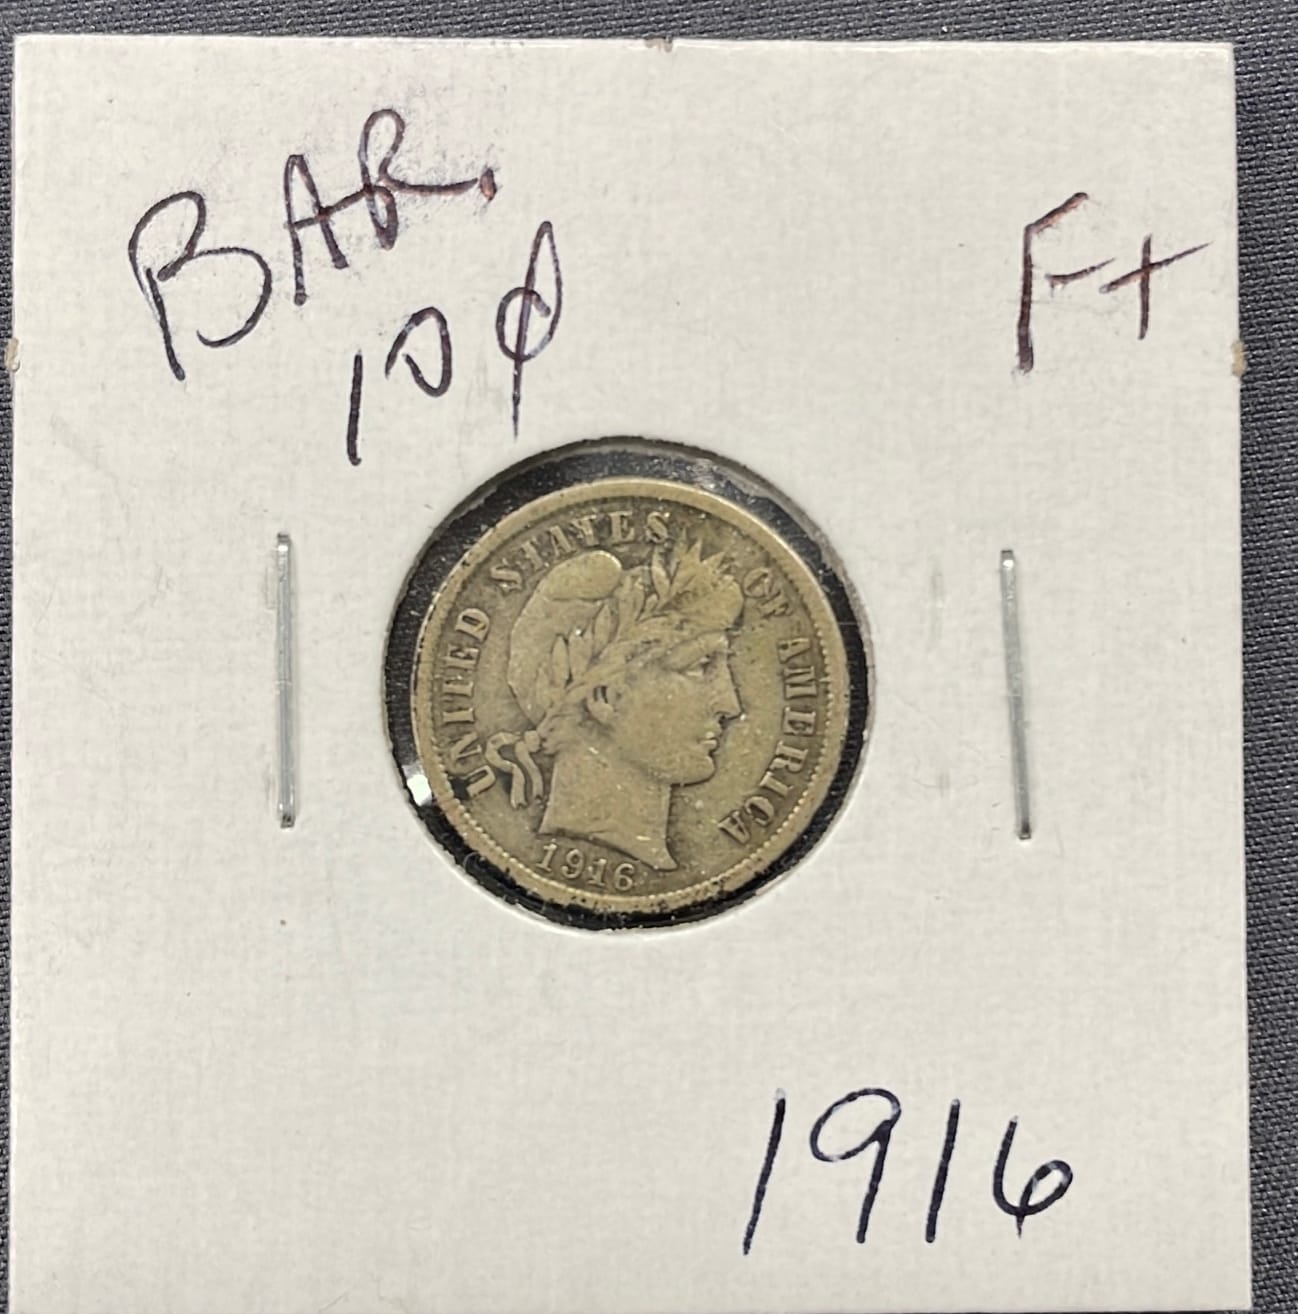 BAR.
10¢
F+
UNITED STATES OF AMERICA
1916
1916